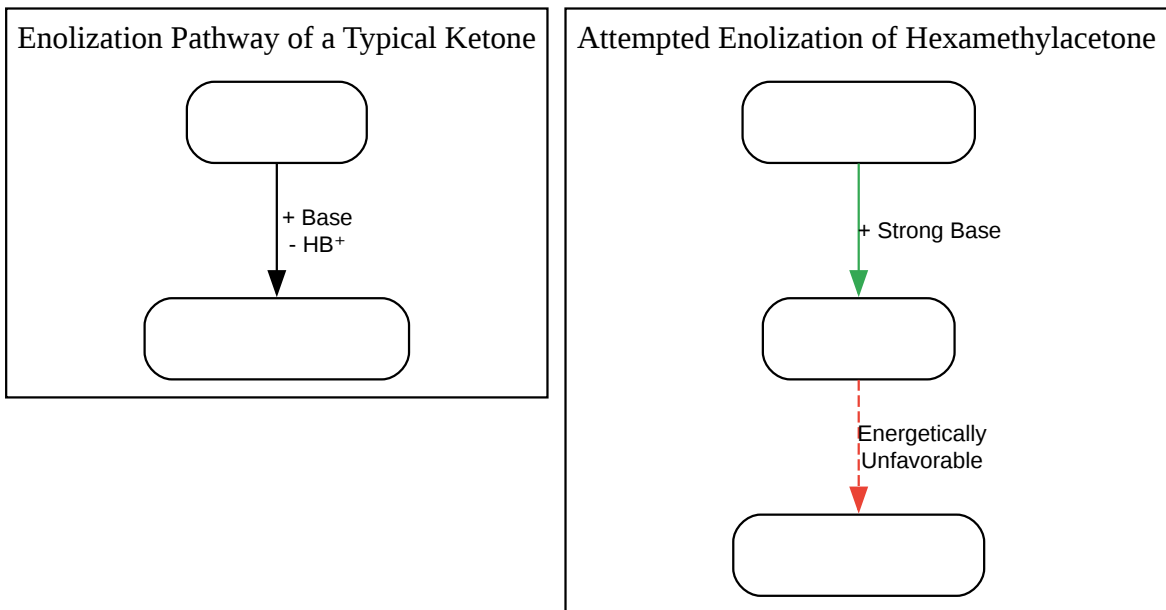 Enolization Pathway of a Typical Ketone
+ Base
- HB⁺
Attempted Enolization of Hexamethylacetone
+ Strong Base
Energetically
Unfavorable